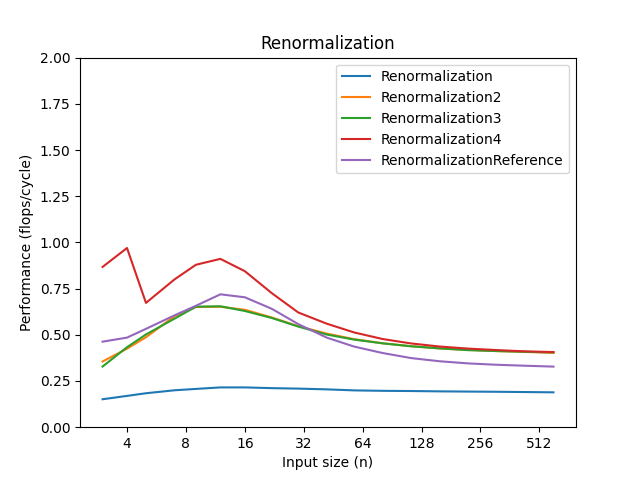 Renormalization
2.00
1.75
1.50
1.25
1.00
0.75
0.50
0.25
0.00
Performance (flops/cycle)
Renormalization
Renormalization2
Renormalization3
Renormalization4
RenormalizationReference
4 8 16 32 64 128 256 512
Input size (n)